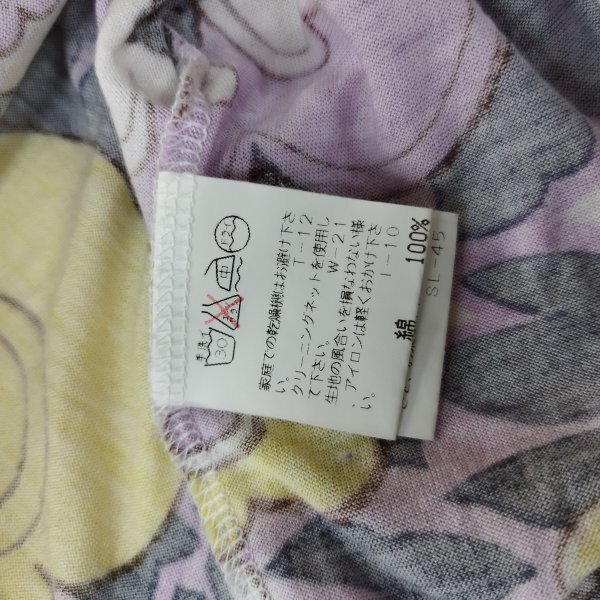 手洗イ
30
中
家庭での乾燥機はお避け下さ
い。
T-12
クリーニングネットを使用し
て下さい。
W-21
生地の風合いを損なわない様
、アイロンは軽くおかけ下さ
い。
I-10
綿 100%
SL-45